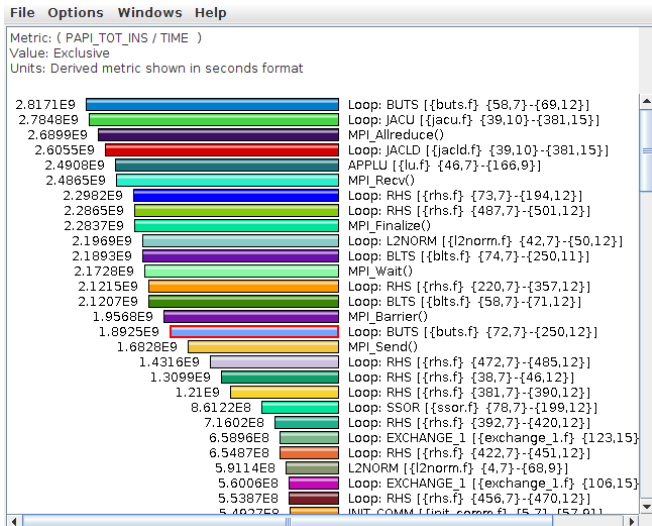 File Options Windows Help
Metric: ( PAPI_TOT_INS / TIME )
Value: Exclusive
Units: Derived metric shown in seconds format
2.8171E9 Loop: BUTS [{buts.f} {58,7}-{69,12}]
2.7848E9 Loop: JACU [{jacu.f} {39,10}-{381,15}]
2.6899E9 MPI_Allreduce()
2.6055E9 Loop: JACLD [{jacld.f} {39,10}-{381,15}]
2.4908E9 APPLU [{lu.f} {46,7}-{166,9}]
2.4865E9 MPI_Recv()
2.2982E9 Loop: RHS [{rhs.f} {73,7}-{194,12}]
2.2865E9 Loop: RHS [{rhs.f} {487,7}-{501,12}]
2.2837E9 MPI_Finalize()
2.1969E9 Loop: L2NORM [{l2norm.f} {42,7}-{50,12}]
2.1893E9 Loop: BLTS [{blts.f} {74,7}-{250,11}]
2.1728E9 MPI_Wait()
2.1215E9 Loop: RHS [{rhs.f} {220,7}-{357,12}]
2.1207E9 Loop: BLTS [{blts.f} {58,7}-{71,12}]
1.9568E9 MPI_Barrier()
1.8925E9 Loop: BUTS [{buts.f} {72,7}-{250,12}]
1.6828E9 MPI_Send()
1.4316E9 Loop: RHS [{rhs.f} {472,7}-{485,12}]
1.3099E9 Loop: RHS [{rhs.f} {38,7}-{46,12}]
1.21E9 Loop: RHS [{rhs.f} {381,7}-{390,12}]
8.6122E8 Loop: SSOR [{ssor.f} {78,7}-{199,12}]
7.1602E8 Loop: RHS [{rhs.f} {392,7}-{420,12}]
6.5896E8 Loop: EXCHANGE_1 [{exchange_1.f} {123,15}
6.5487E8 Loop: RHS [{rhs.f} {422,7}-{451,12}]
5.9114E8 L2NORM [{l2norm.f} {4,7}-{68,9}]
5.6006E8 Loop: EXCHANGE_1 [{exchange_1.f} {106,15}
5.5387E8 Loop: RHS [{rhs.f} {456,7}-{470,12}]
5.4927E8 INIT_COMM [{init_comm.f} {5,7}-{57,9}]